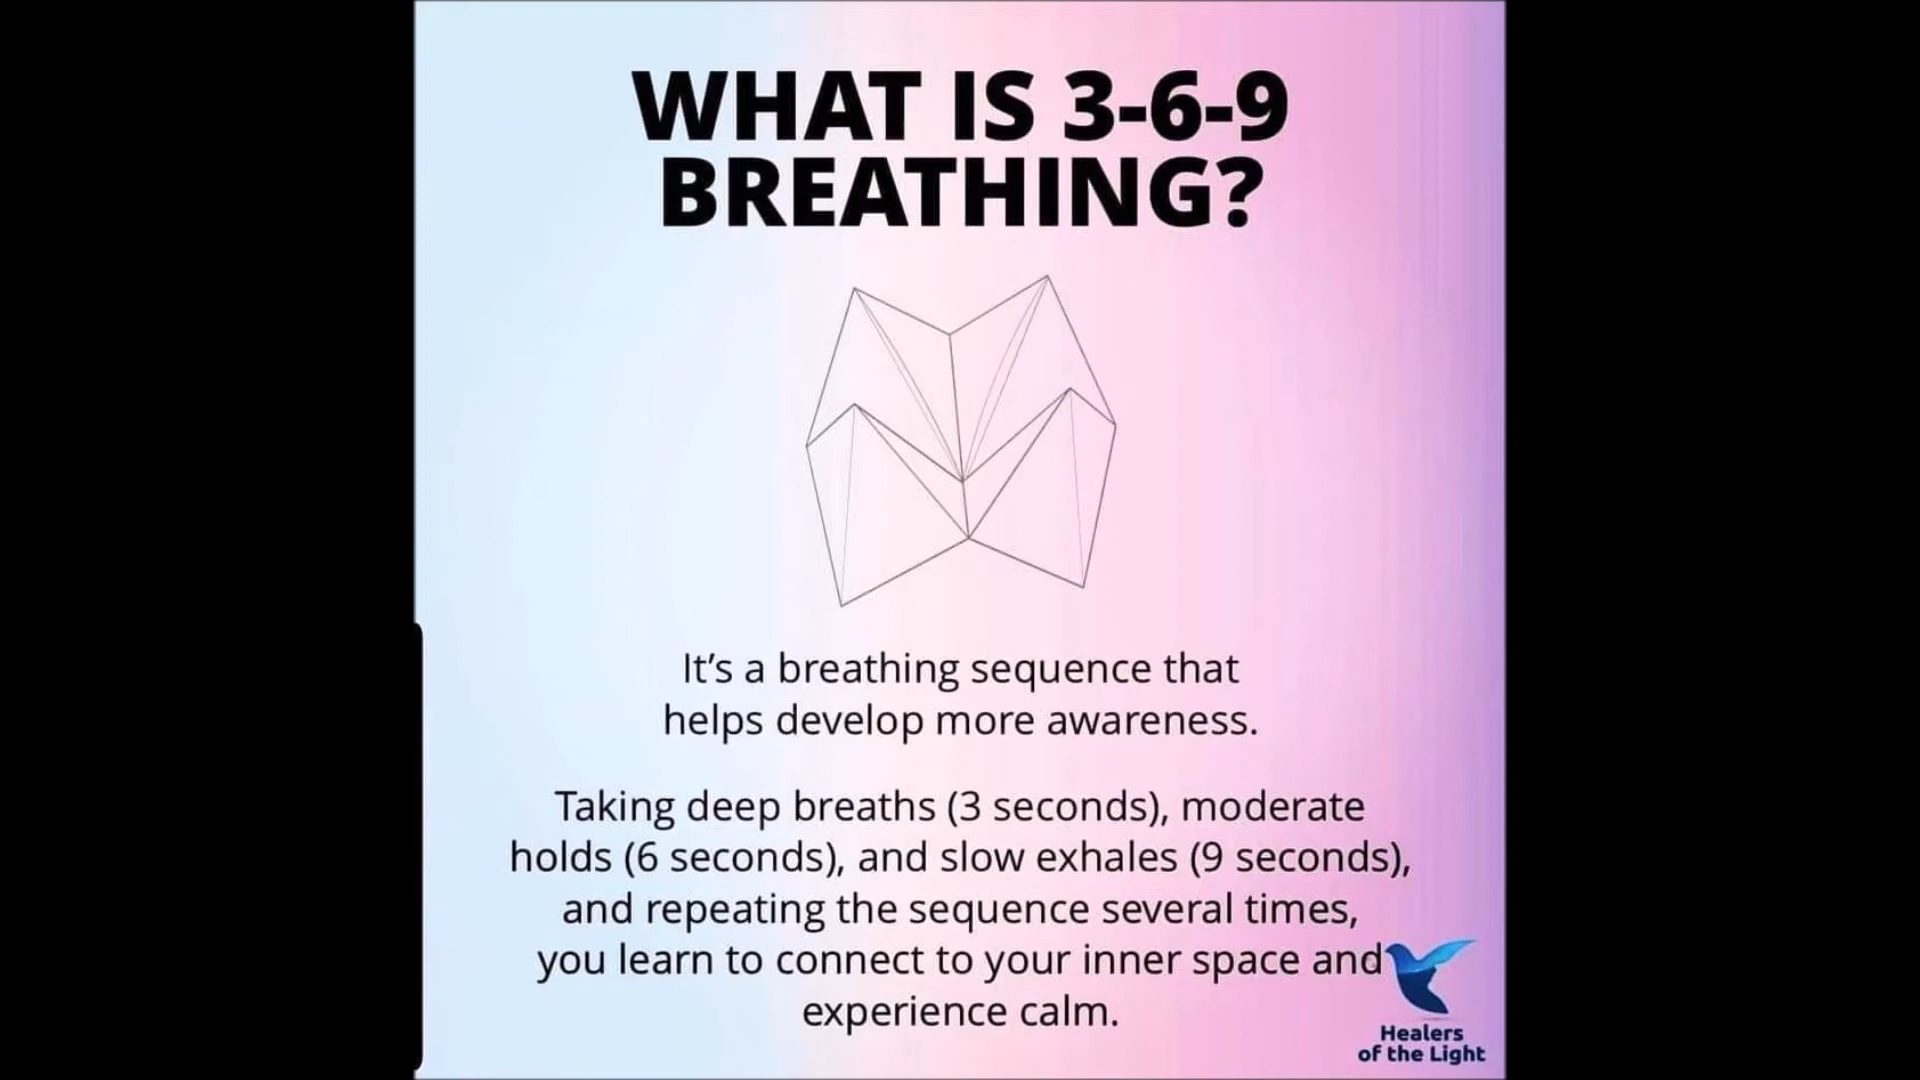 WHAT IS 3-6-9
BREATHING?
It’s a breathing sequence that
helps develop more awareness.
Taking deep breaths (3 seconds), moderate
holds (6 seconds), and slow exhales (9 seconds),
and repeating the sequence several times,
you learn to connect to your inner space and
experience calm.
Healers
of the Light